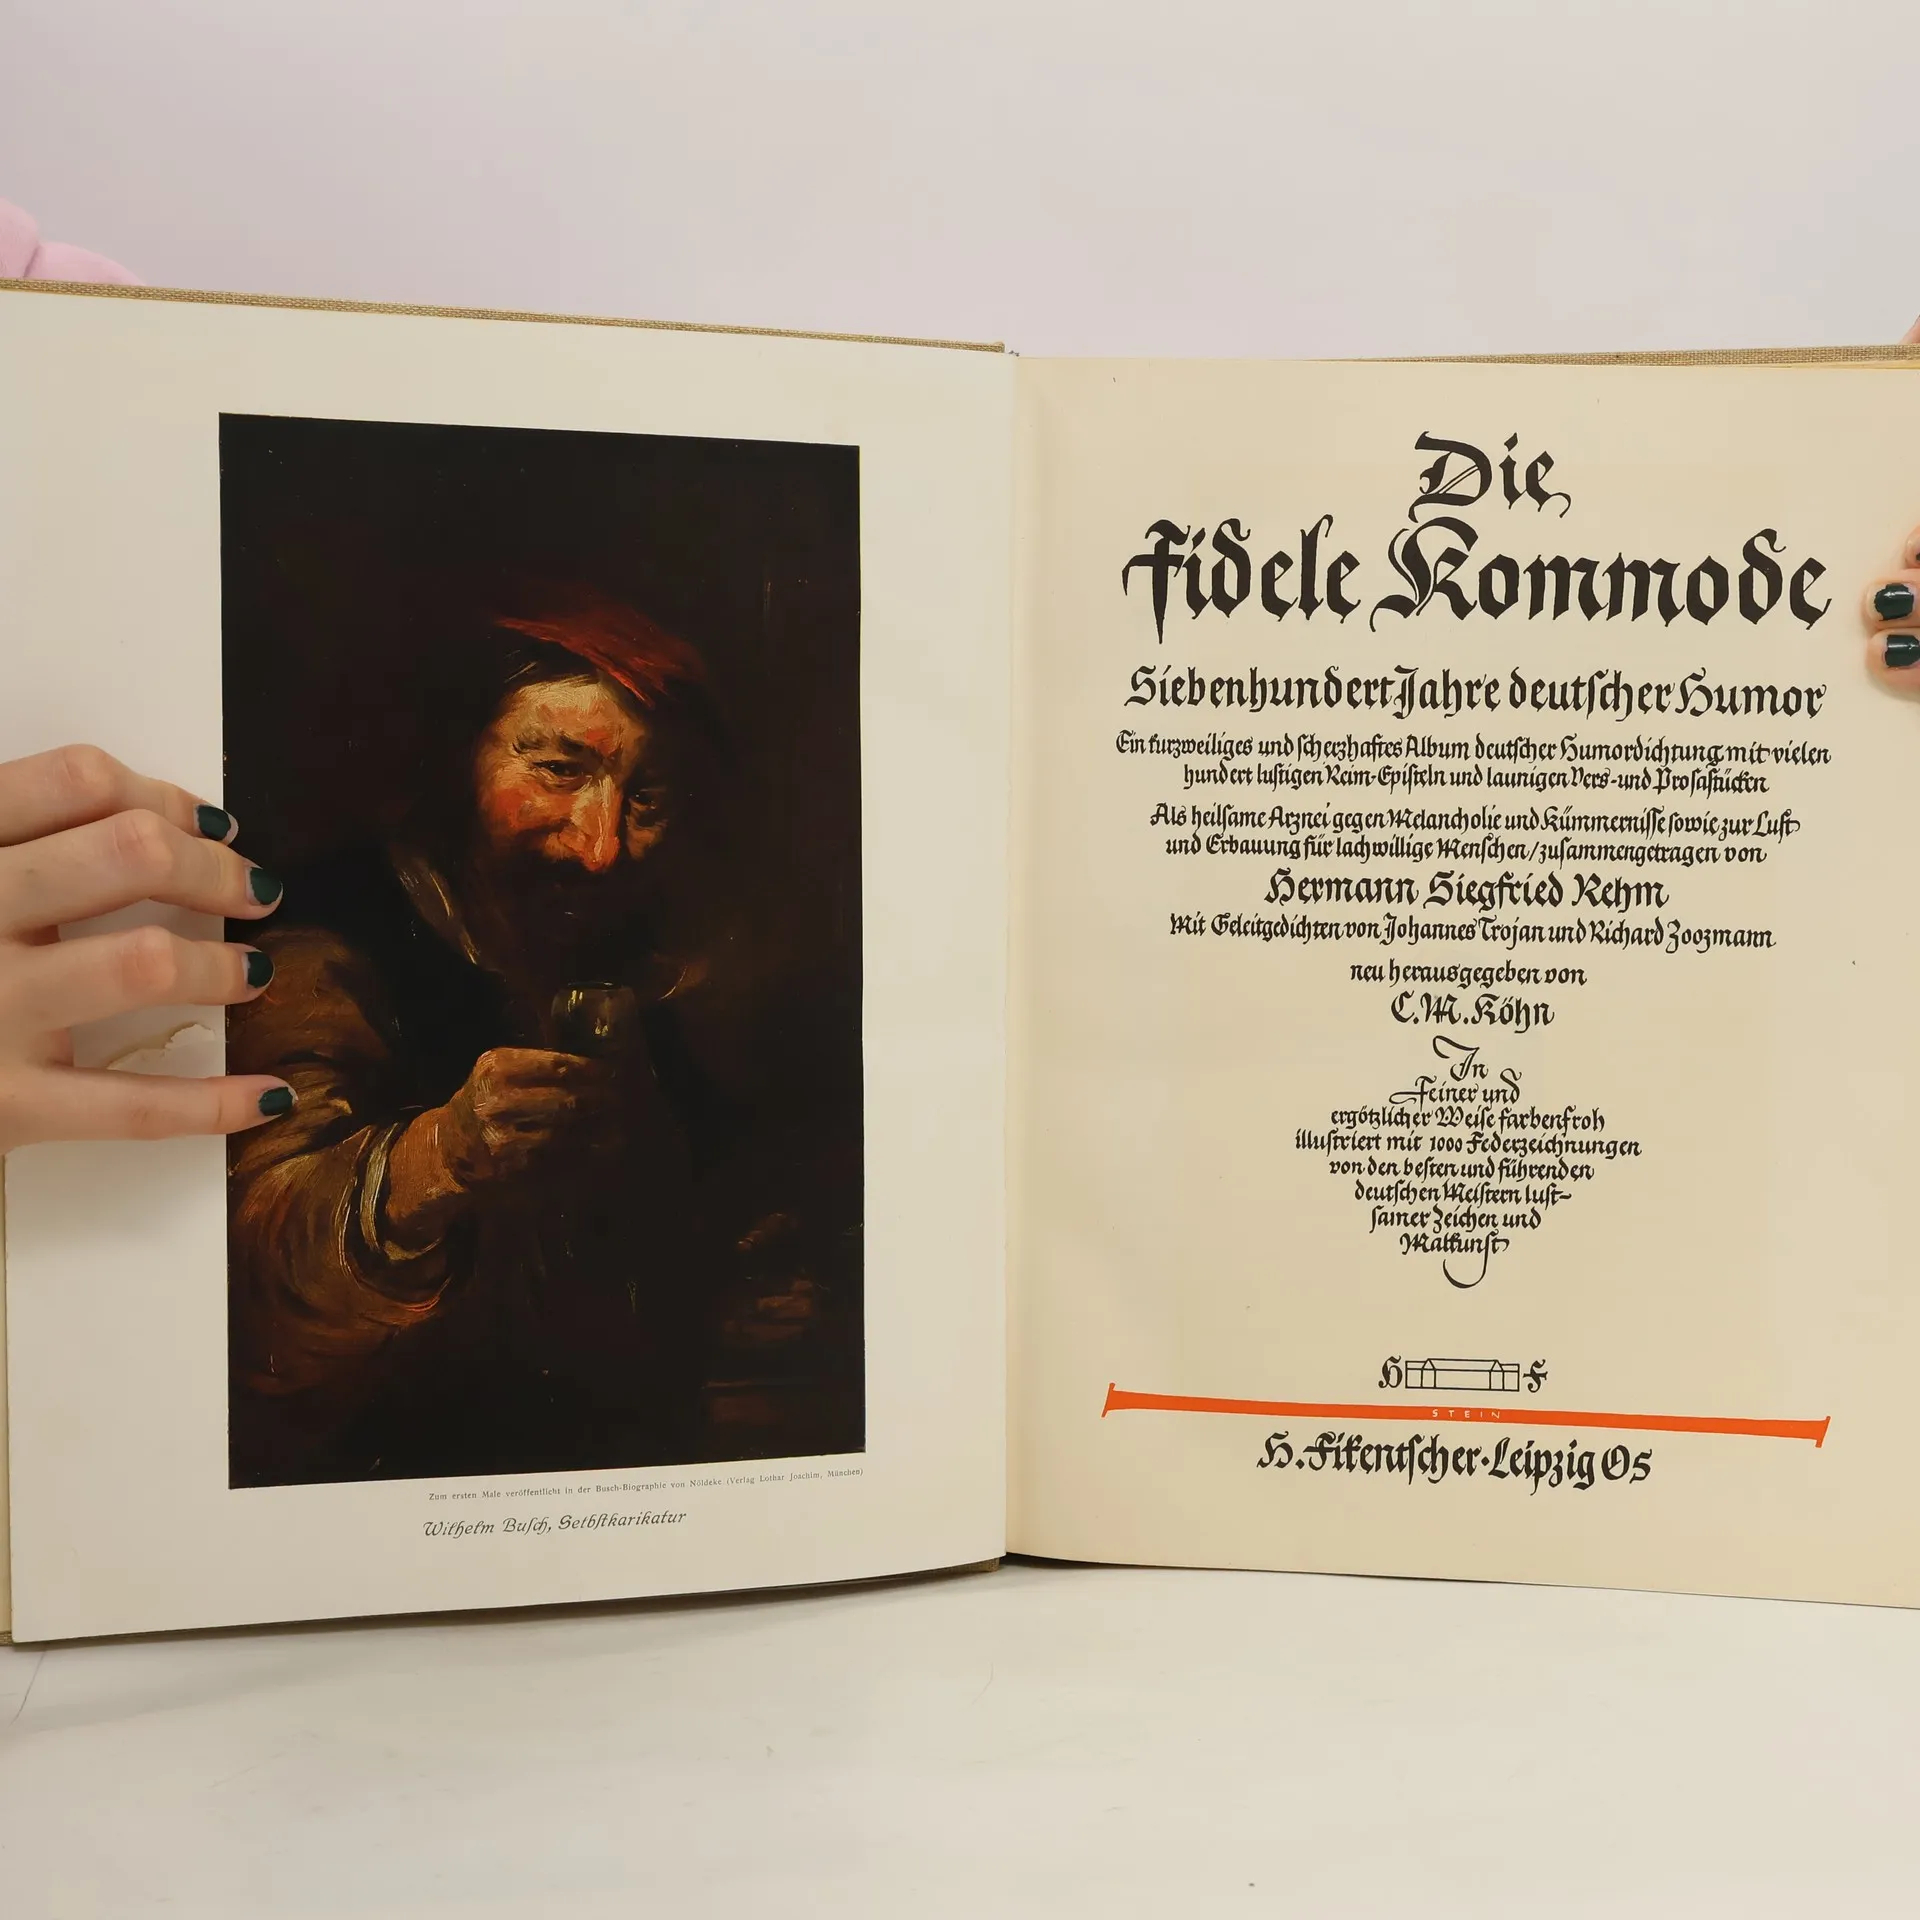 Zum ersten Male veröffentlicht in der Busch-Biographie von Nöldeke (Verlag Lothar Joachim, München)
Wilhelm Buſch, Selbſtkarikatur
Die
fidele Kommode
Siebenhundert Jahre deutſcher Humor
Ein kurzweiliges und ſcherzhaftes Album deutſcher Humordichtung mit vielen
hundert luſtigen Reim-Epiſteln und launigen Vers- und Proſaſtücken
Als heilſame Arznei gegen Melancholie und Kümmerniſſe sowie zur Luſt
und Erbauung für lachwillige Menſchen/zuſammengetragen von
Hermann Siegfried Rehm
Mit Geleitgedichten von Johannes Trojan und Richard Zoozmann
neu herausgegeben von
C. M. Köhn
In
Feiner und
ergötzlicher Weiſe farbenfroh
illuſtriert mit 1000 Federzeichnungen
von den beſten und führenden
deutſchen Meiſtern luſt-
ſamer Zeichen und
Malkunſt
H F
STEIN
H. Fikentſcher · Leipzig O5